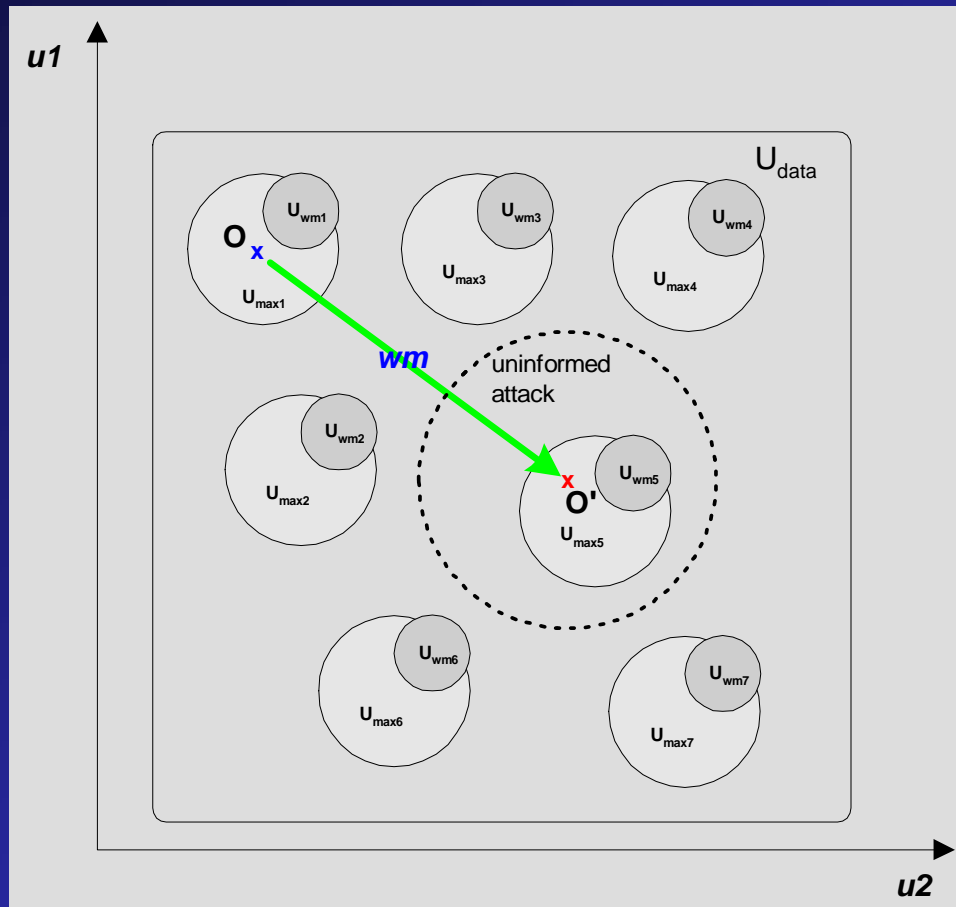 u1
U_data
U_wm1
U_wm3
U_wm4
O x
x
U_max1
U_max3
U_max4
wm
uninformed
attack
U_wm2
U_max2
U_wm5
x
O'
U_max5
U_wm6
U_max6
U_wm7
U_max7
u2